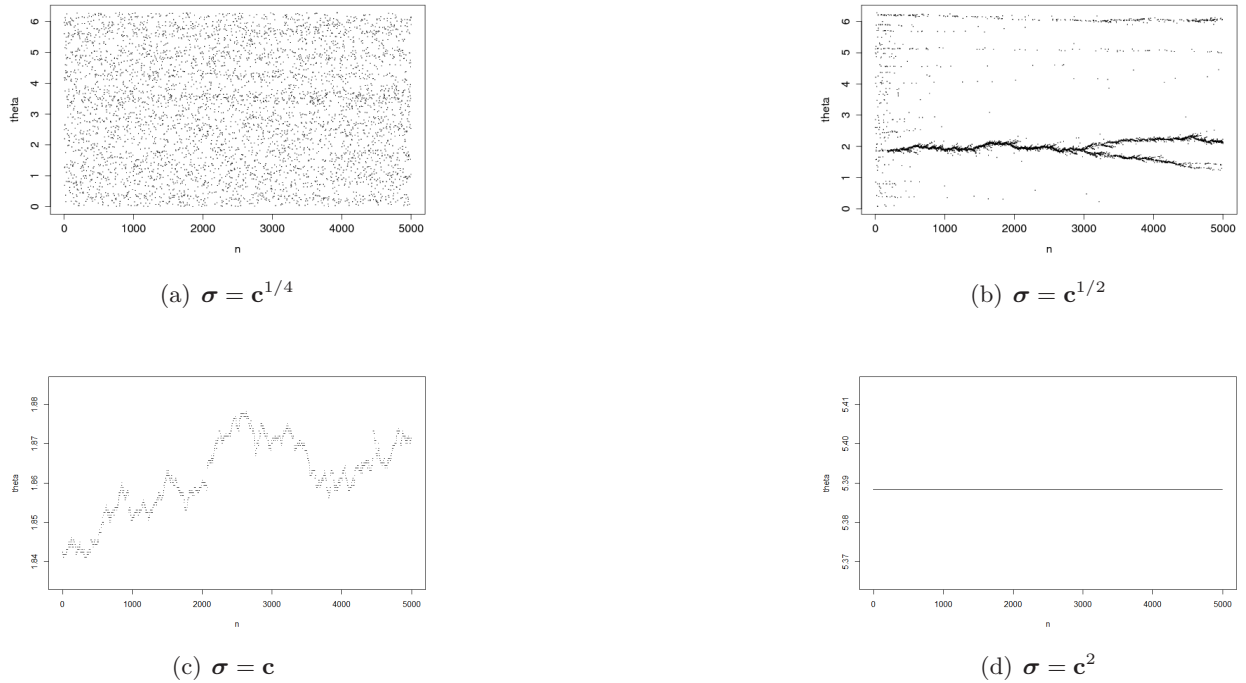 theta
6
5
4
3
2
1
0
0 1000 2000 3000 4000 5000
n
(a) σ = c^{1/4}
theta
6
5
4
3
2
1
0
0 1000 2000 3000 4000 5000
n
(b) σ = c^{1/2}
theta
1.88
1.87
1.86
1.85
1.84
0 1000 2000 3000 4000 5000
n
(c) σ = c
theta
5.41
5.40
5.39
5.38
5.37
0 1000 2000 3000 4000 5000
n
(d) σ = c^2